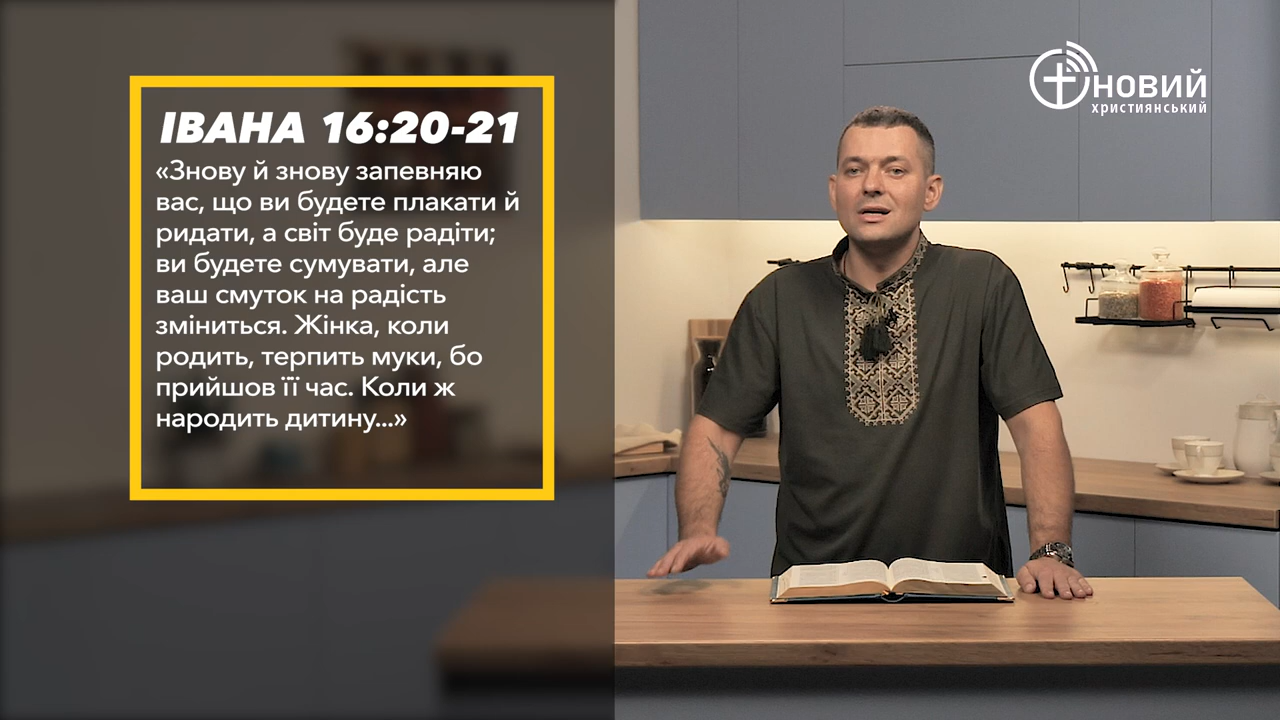 ІВАНА 16:20-21
«Знову й знову запевняю
вас, що ви будете плакати й
ридати, а світ буде радіти;
ви будете сумувати, але
ваш смуток на радість
зміниться. Жінка, коли
родить, терпить муки, бо
прийшов її час. Коли ж
народить дитину...»
НОВИЙ
християнський